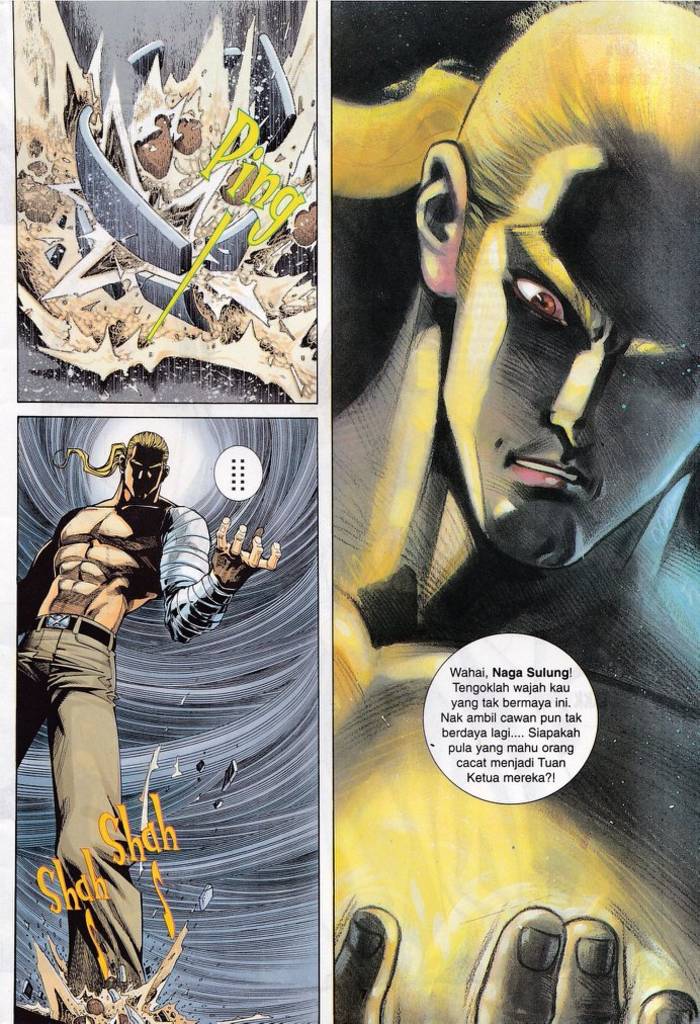 Ping
Shah
Shah
Wahai, Naga Sulung!
Tengoklah wajah kau
yang tak bermaya ini.
Nak ambil cawan pun tak
berdaya lagi.... Siapakah
pula yang mahu orang
cacat menjadi Tuan
Ketua mereka?!
7